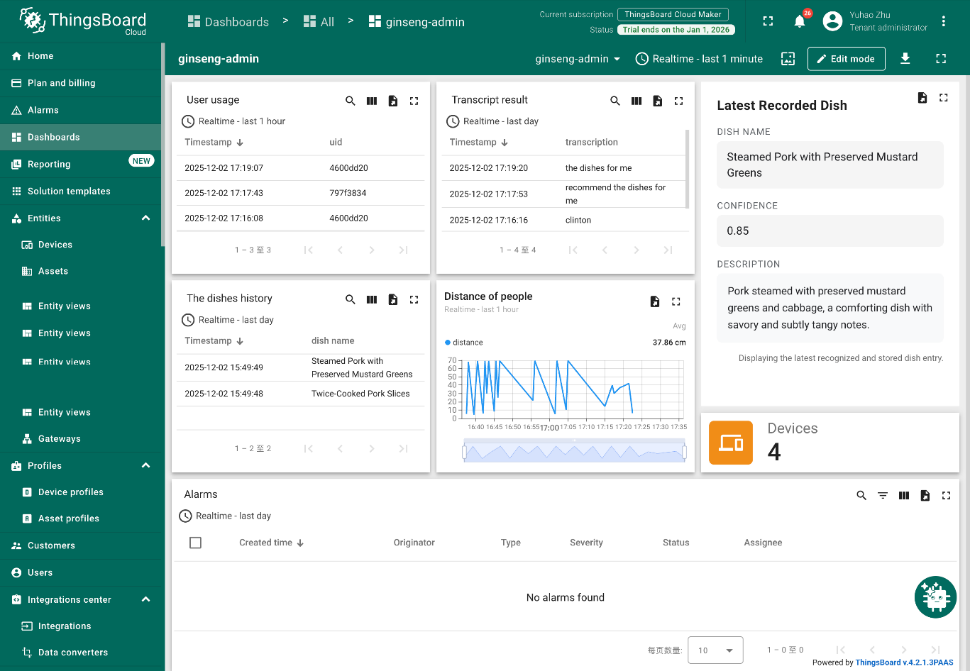 ThingsBoard
Cloud
Dashboards > All > ginseng-admin
Current subscription ThingsBoard Cloud Maker
Status Trial ends on the Jan 1, 2026
26
Yuhao Zhu
Tenant administrator
Home
Plan and billing
Alarms
Dashboards
Reporting NEW
Solution templates
Entities
Devices
Assets
Entity views
Entity views
Entity views
Entity views
Gateways
Profiles
Device profiles
Asset profiles
Customers
Users
Integrations center
Integrations
Data converters
ginseng-admin
ginseng-admin
Realtime - last 1 minute
Edit mode
User usage
Realtime - last 1 hour
Timestamp uid
2025-12-02 17:19:07 4600dd20
2025-12-02 17:17:43 797f3834
2025-12-02 17:16:08 4600dd20
1 – 3 至 3
Transcript result
Realtime - last day
Timestamp transcription
2025-12-02 17:19:20 the dishes for me
2025-12-02 17:17:53 recommend the dishes for
me
2025-12-02 17:16:16 clinton
1 – 4 至 4
Latest Recorded Dish
DISH NAME
Steamed Pork with Preserved Mustard
Greens
CONFIDENCE
0.85
DESCRIPTION
Pork steamed with preserved mustard
greens and cabbage, a comforting dish with
savory and subtly tangy notes.
Displaying the latest recognized and stored dish entry.
The dishes history
Realtime - last day
Timestamp dish name
2025-12-02 15:49:49 Steamed Pork with
Preserved Mustard Greens
2025-12-02 15:49:48 Twice-Cooked Pork Slices
1 – 2 至 2
Distance of people
Realtime - last 1 hour
Avg
distance 37.86 cm
70
60
50
40
30
20
10
0
16:40 16:45 16:50 16:55 17:00 17:05 17:10 17:15 17:20 17:25 17:30 17:35
Devices
4
Alarms
Realtime - last day
Created time Originator Type Severity Status Assignee
No alarms found
每页数量: 10 1 – 0 至 0
Powered by ThingsBoard v.4.2.1.3PAAS